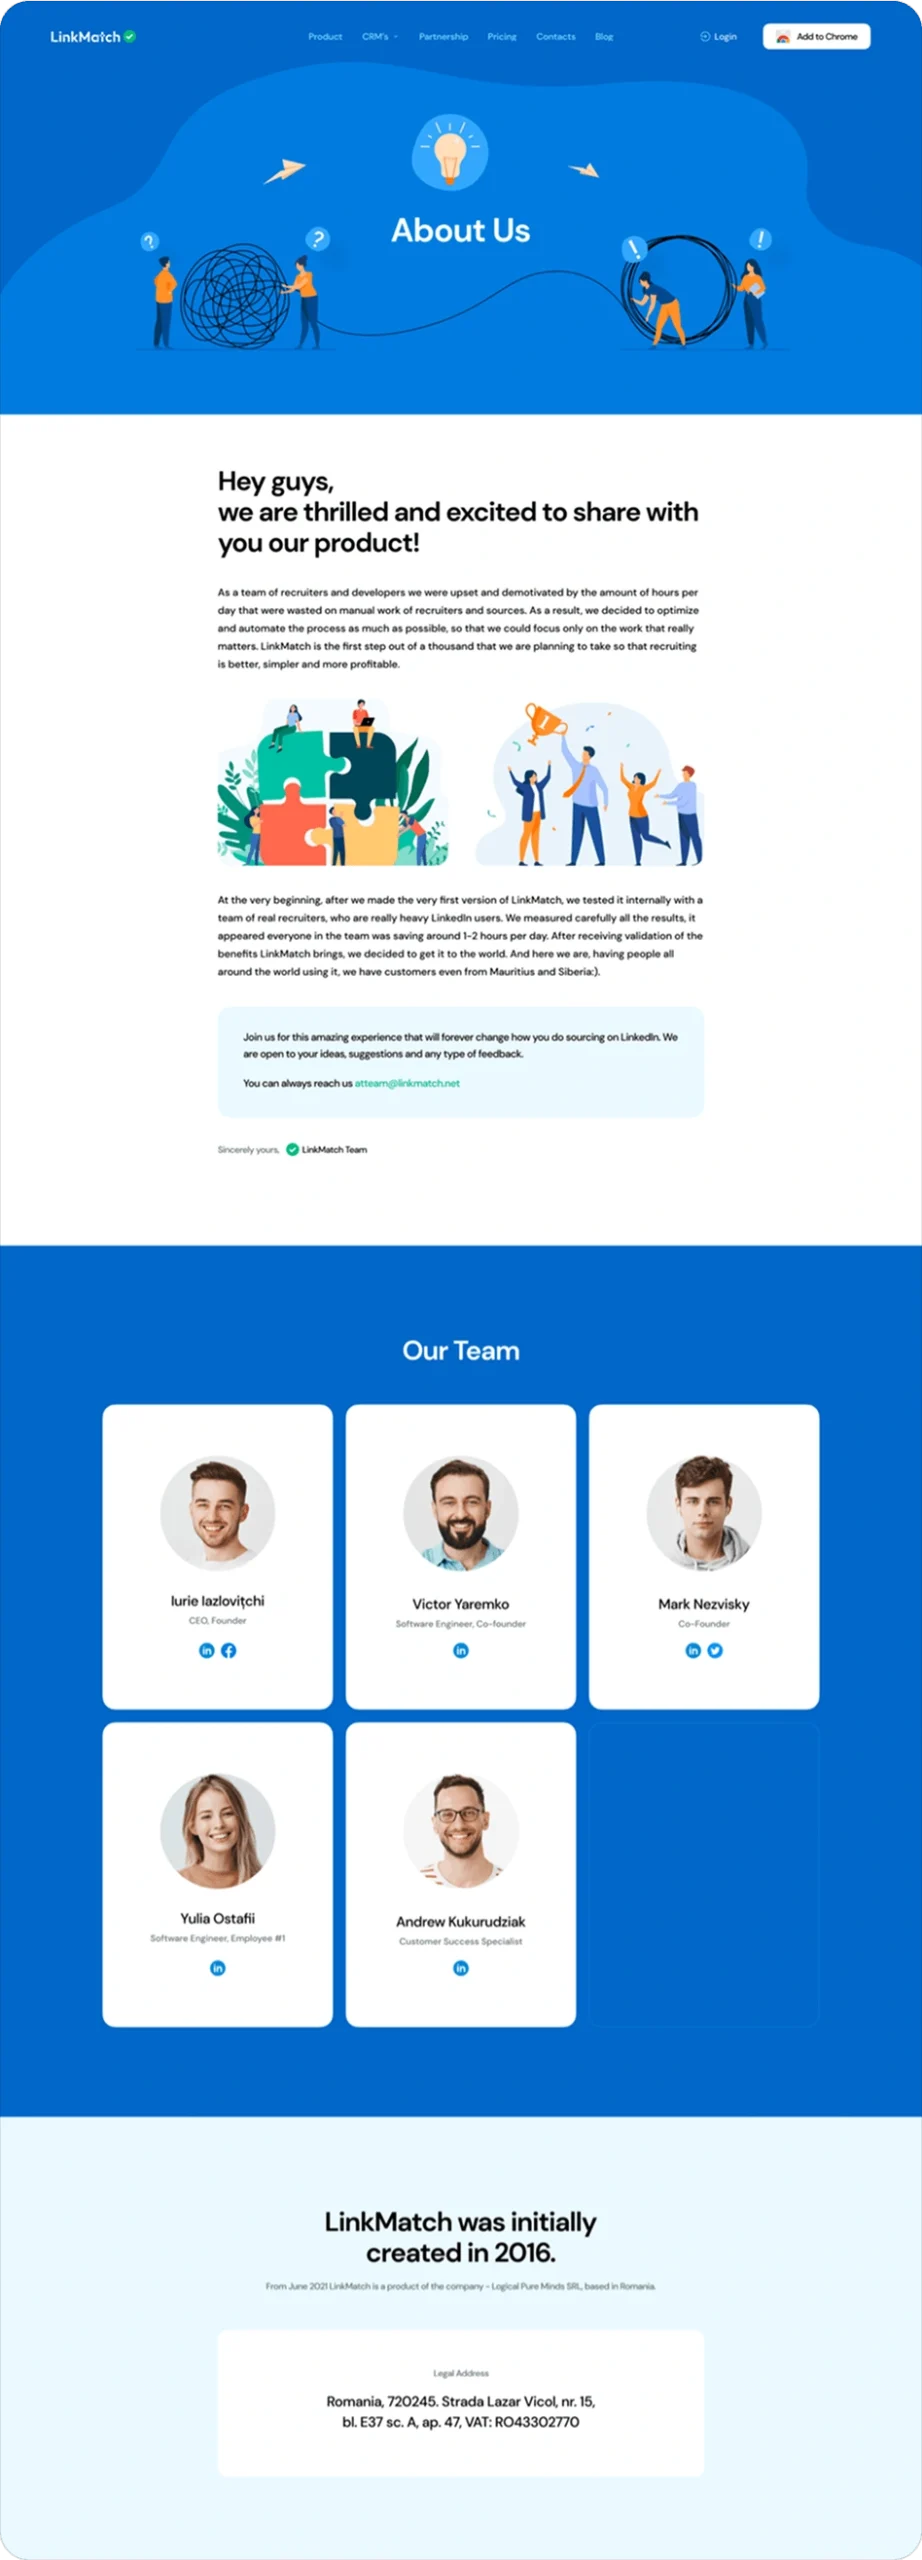 LinkMatch
Product CRM's Partnership Pricing Contacts Blog Login Add to Chrome
? ? ! !
About Us
Hey guys,
we are thrilled and excited to share with
you our product!
As a team of recruiters and developers we were upset and demotivated by the amount of hours per
day that were wasted on manual work of recruiters and sources. As a result, we decided to optimize
and automate the process as much as possible, so that we could focus only on the work that really
matters. LinkMatch is the first step out of a thousand that we are planning to take so that recruiting
is better, simpler and more profitable.
1
At the very beginning, after we made the very first version of LinkMatch, we tested it internally with a
team of real recruiters, who are really heavy LinkedIn users. We measured carefully all the results, it
appeared everyone in the team was saving around 1-2 hours per day. After receiving validation of the
benefits LinkMatch brings, we decided to get it to the world. And here we are, having people all
around the world using it, we have customers even from Mauritius and Siberia:).
Join us for this amazing experience that will forever change how you do sourcing on LinkedIn. We
are open to your ideas, suggestions and any type of feedback.
You can always reach us atteam@linkmatch.net
Sincerely yours, LinkMatch Team
Our Team
Iurie Iazlovițchi
CEO, Founder
in f
Victor Yaremko
Software Engineer, Co-founder
in
Mark Nezvisky
Co-Founder
in
Yulia Ostafii
Software Engineer, Employee #1
in
Andrew Kukurudziak
Customer Success Specialist
in
LinkMatch was initially
created in 2016.
From June 2021 LinkMatch is a product of the company - Logical Pure Minds SRL, based in Romania.
Legal Address
Romania, 720245. Strada Lazar Vicol, nr. 15,
bl. E37 sc. A, ap. 47, VAT: RO43302770